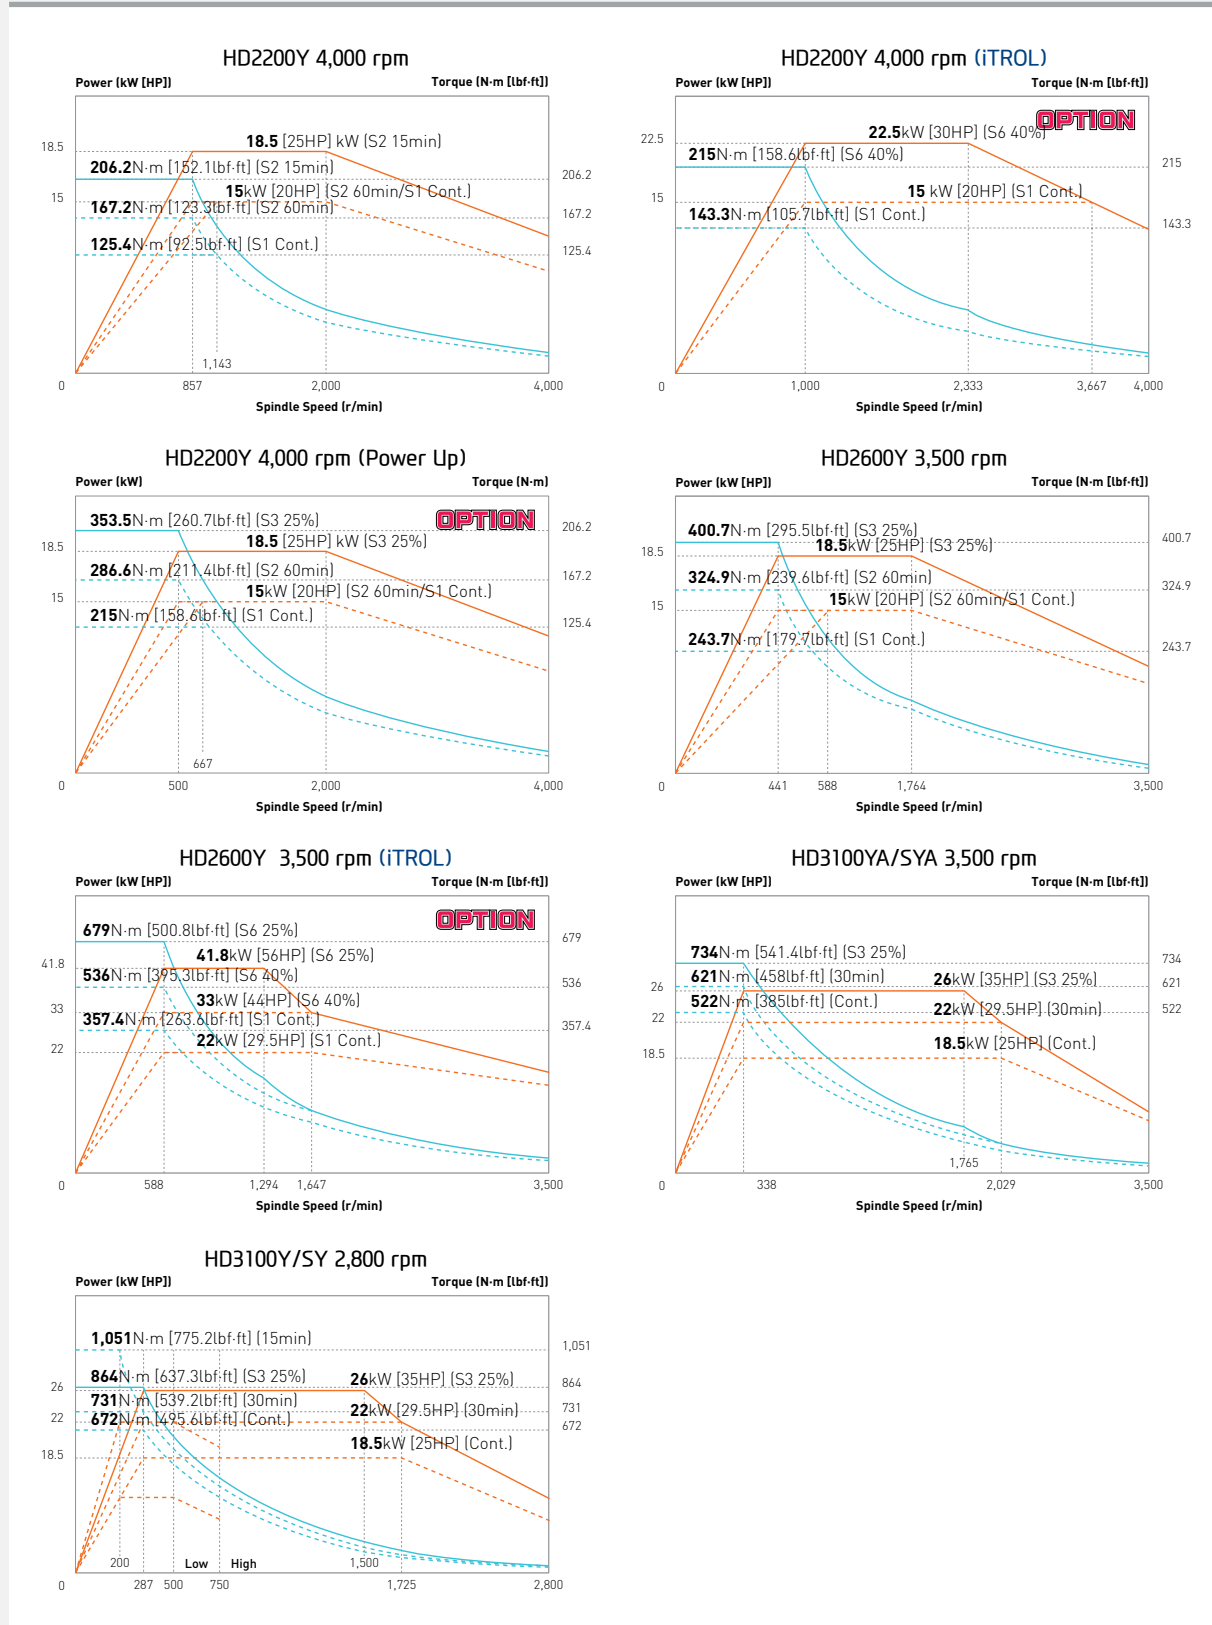 HD2200Y 4,000 rpm
Power (kW [HP])
Torque (N·m [lbf·ft])
18.5 [25HP] kW (S2 15min)
18.5
206.2N·m [152.1lbf·ft] (S2 15min)
206.2
15kW [20HP] (S2 60min/S1 Cont.)
15
167.2N·m [123.3lbf·ft] (S2 60min)
167.2
125.4N·m [92.5lbf·ft] (S1 Cont.)
125.4
1,143
0 857 2,000 4,000
Spindle Speed (r/min)
HD2200Y 4,000 rpm (iTROL)
Power (kW [HP])
Torque (N·m [lbf·ft])
OPTION
22.5kW [30HP] (S6 40%)
22.5
215N·m [158.6lbf·ft] (S6 40%)
215
15 kW [20HP] (S1 Cont.)
15
143.3N·m [105.7lbf·ft] (S1 Cont.)
143.3
0 1,000 2,333 3,667 4,000
Spindle Speed (r/min)
HD2200Y 4,000 rpm (Power Up)
Power (kW)
Torque (N·m)
353.5N·m [260.7lbf·ft] (S3 25%)
OPTION
206.2
18.5 [25HP] kW (S3 25%)
18.5
286.6N·m [211.4lbf·ft] (S2 60min)
167.2
15kW [20HP] (S2 60min/S1 Cont.)
15
215N·m [158.6lbf·ft] (S1 Cont.)
125.4
667
0 500 2,000 4,000
Spindle Speed (r/min)
HD2600Y 3,500 rpm
Power (kW [HP])
Torque (N·m [lbf·ft])
400.7N·m [295.5lbf·ft] (S3 25%)
400.7
18.5kW [25HP] (S3 25%)
18.5
324.9N·m [239.6lbf·ft] (S2 60min)
324.9
15kW [20HP] (S2 60min/S1 Cont.)
15
243.7N·m [179.7lbf·ft] (S1 Cont.)
243.7
0 441 588 1,764 3,500
Spindle Speed (r/min)
HD2600Y 3,500 rpm (iTROL)
Power (kW [HP])
Torque (N·m [lbf·ft])
OPTION
679N·m [500.8lbf·ft] (S6 25%)
679
41.8kW [56HP] (S6 25%)
41.8
536N·m [395.3lbf·ft] (S6 40%)
536
33kW [44HP] (S6 40%)
33
357.4N·m [263.6lbf·ft] (S1 Cont.)
357.4
22kW [29.5HP] (S1 Cont.)
22
0 588 1,294 1,647 3,500
Spindle Speed (r/min)
HD3100YA/SYA 3,500 rpm
Power (kW [HP])
Torque (N·m [lbf·ft])
734N·m [541.4lbf·ft] (S3 25%)
734
621N·m [458lbf·ft] (30min)
26kW [35HP] (S3 25%)
621
26
522N·m [385lbf·ft] (Cont.)
22kW [29.5HP] (30min)
522
22
18.5kW [25HP] (Cont.)
18.5
1,765
0 338 2,029 3,500
Spindle Speed (r/min)
HD3100Y/SY 2,800 rpm
Power (kW [HP])
Torque (N·m [lbf·ft])
1,051N·m [775.2lbf·ft] (15min)
1,051
864N·m [637.3lbf·ft] (S3 25%)
26kW [35HP] (S3 25%)
864
26
731N·m [539.2lbf·ft] (30min)
22kW [29.5HP] (30min)
731
22
672N·m [495.6lbf·ft] (Cont.)
672
18.5kW [25HP] (Cont.)
18.5
200 Low High 1,500
0 287 500 750 1,725 2,800